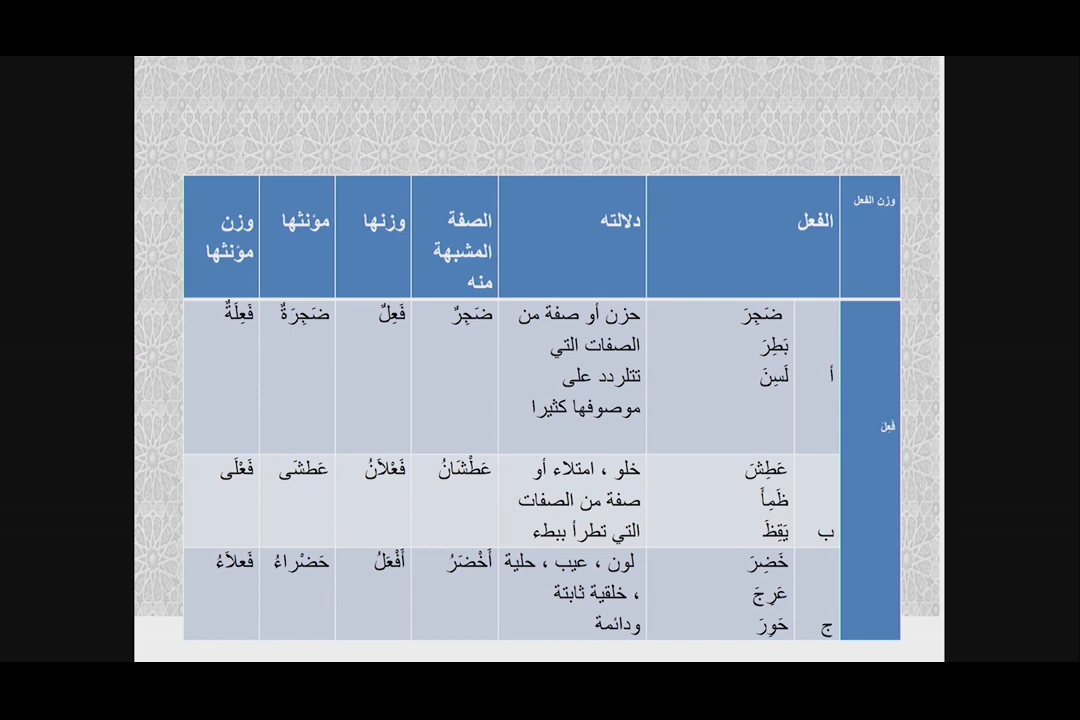 وزن الفعل
الفعل
دلالته
الصفة
المشبهة
منه
وزنها
مؤنثها
وزن
مؤنثها
فَعِلَ
أ
ضَجِرَ
بَطِرَ
لَسِنَ
حزن أو صفة من
الصفات التي
تتلردد على
موصوفها كثيرا
ضَجِرٌ
فَعِلٌ
ضَجِرَةٌ
فَعِلَةٌ
ب
عَطِشَ
ظَمِأَ
يَقِظَ
خلو ، امتلاء أو
صفة من الصفات
التي تطرأ ببطء
عَطْشَانُ
فَعْلاَنُ
عَطشَى
فَعْلَى
ج
خَضِرَ
عَرِجَ
حَوِرَ
لون ، عيب ، حلية
، خلقية ثابتة
ودائمة
أَخْضَرُ
أَفْعَلُ
حَضْراءُ
فَعلاَءُ